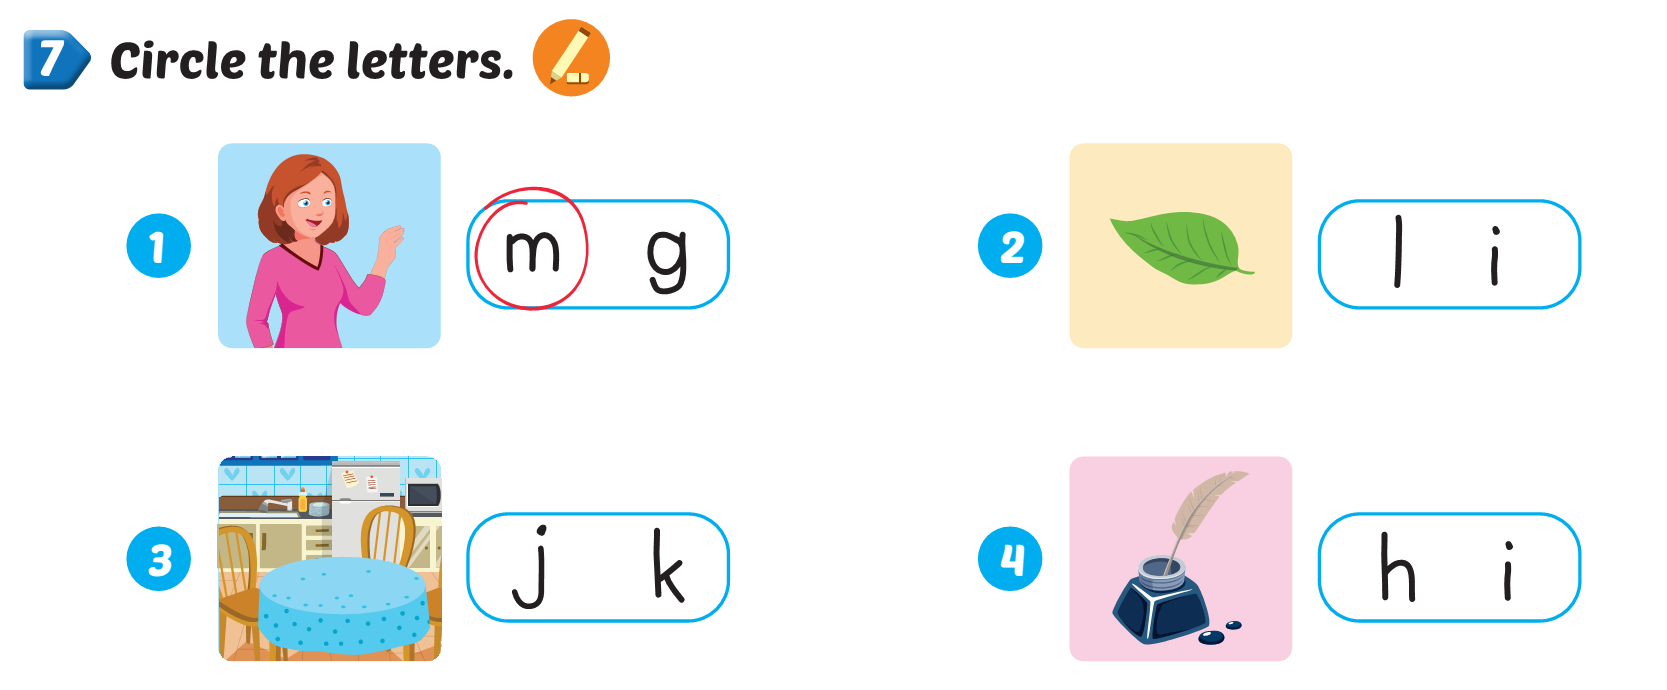 7 Circle the letters.
1 m g
2 l i
3 j k
4 h i